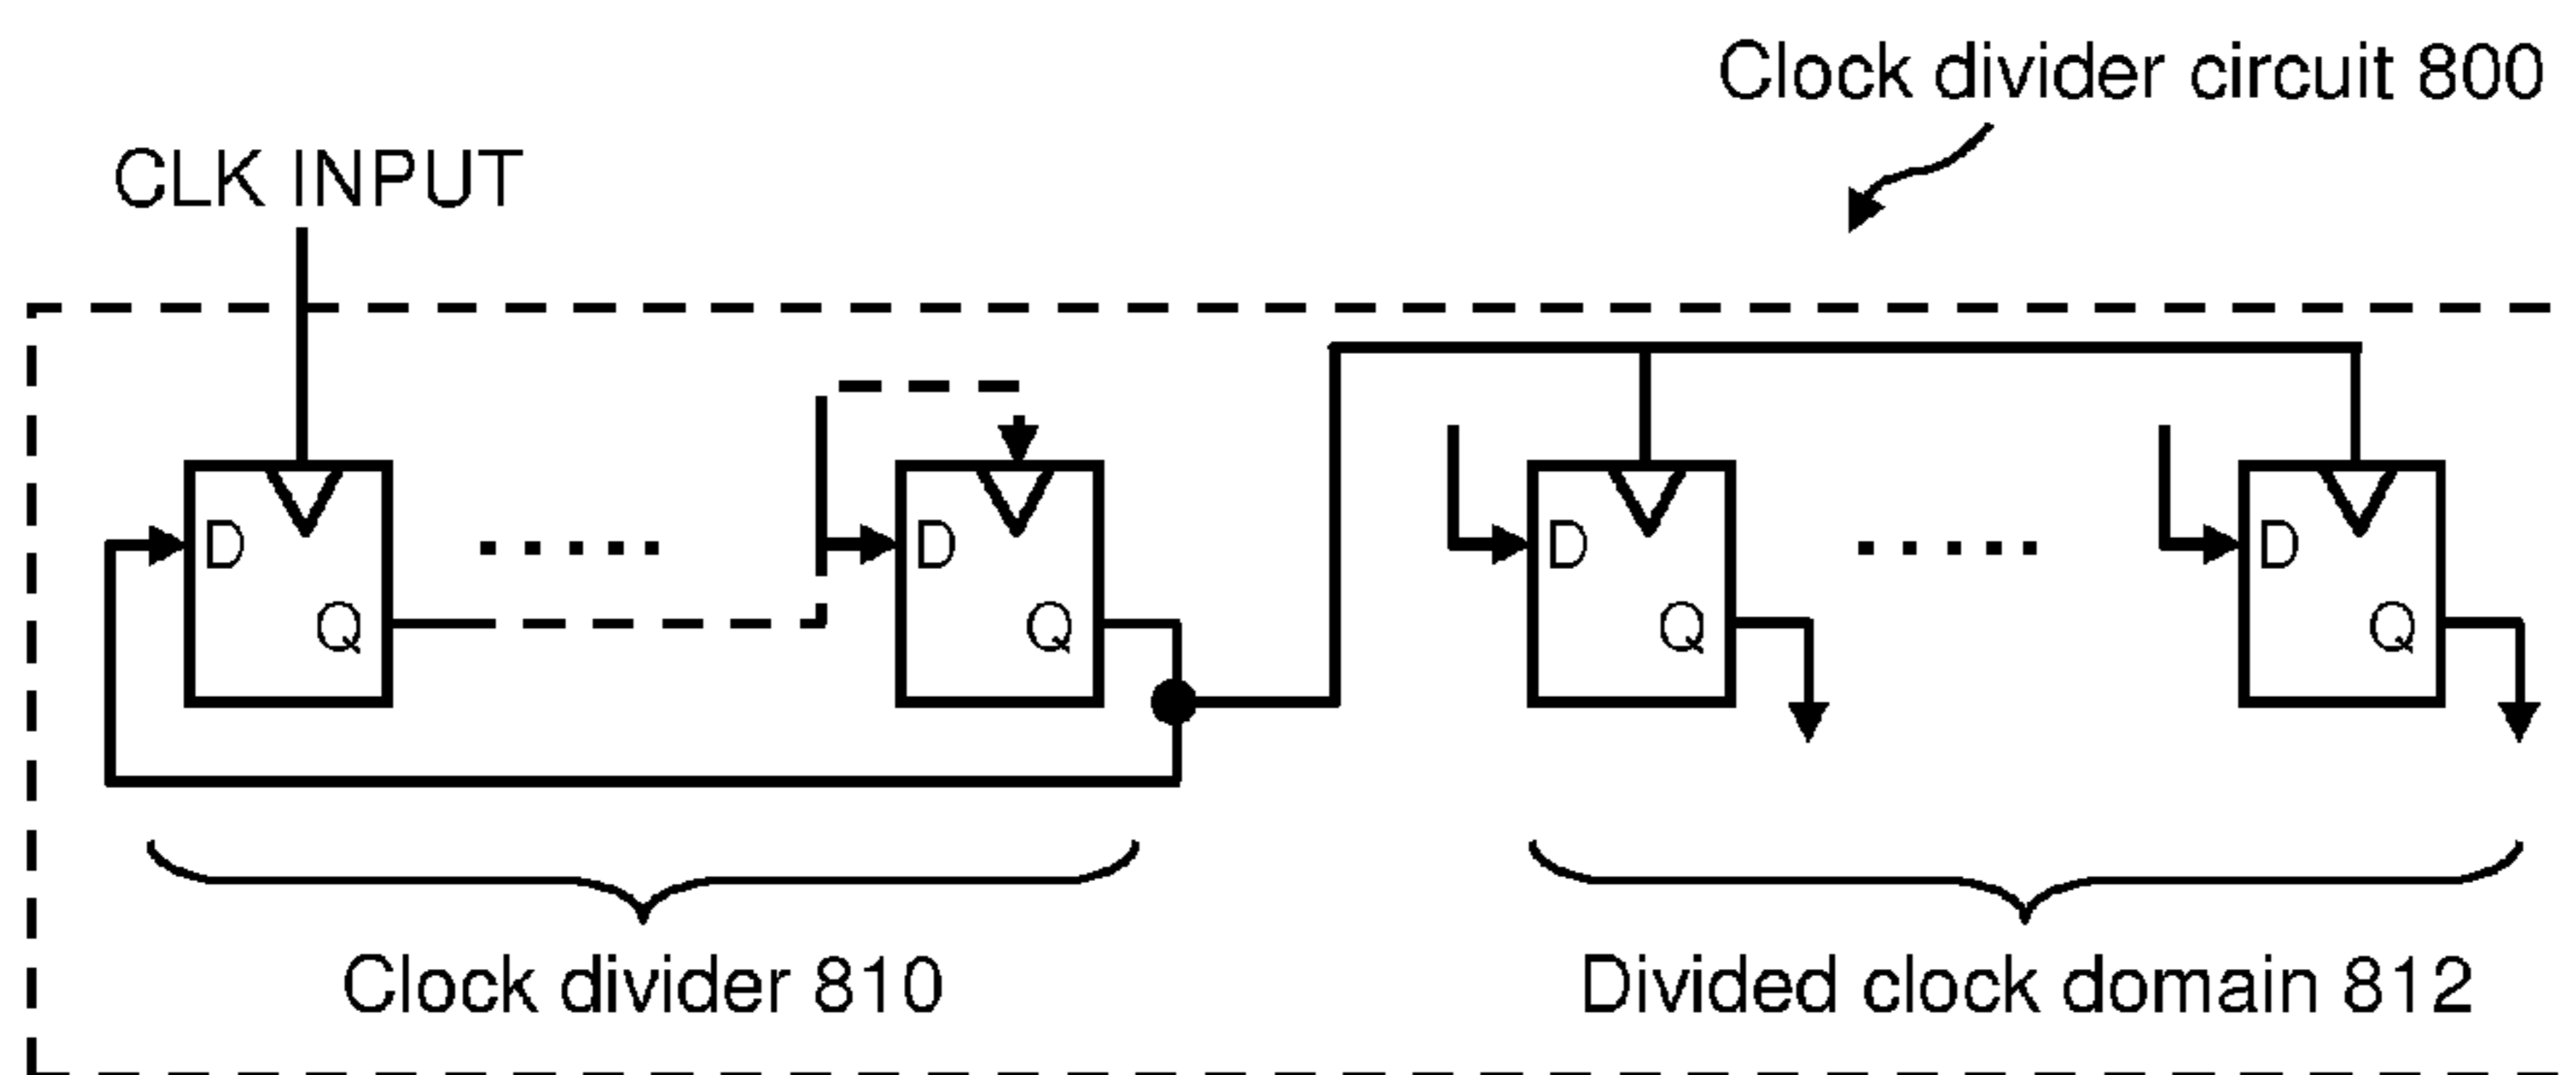 Clock divider circuit 800
CLK INPUT
D
Q
D
Q
D
Q
D
Q
Clock divider 810
Divided clock domain 812